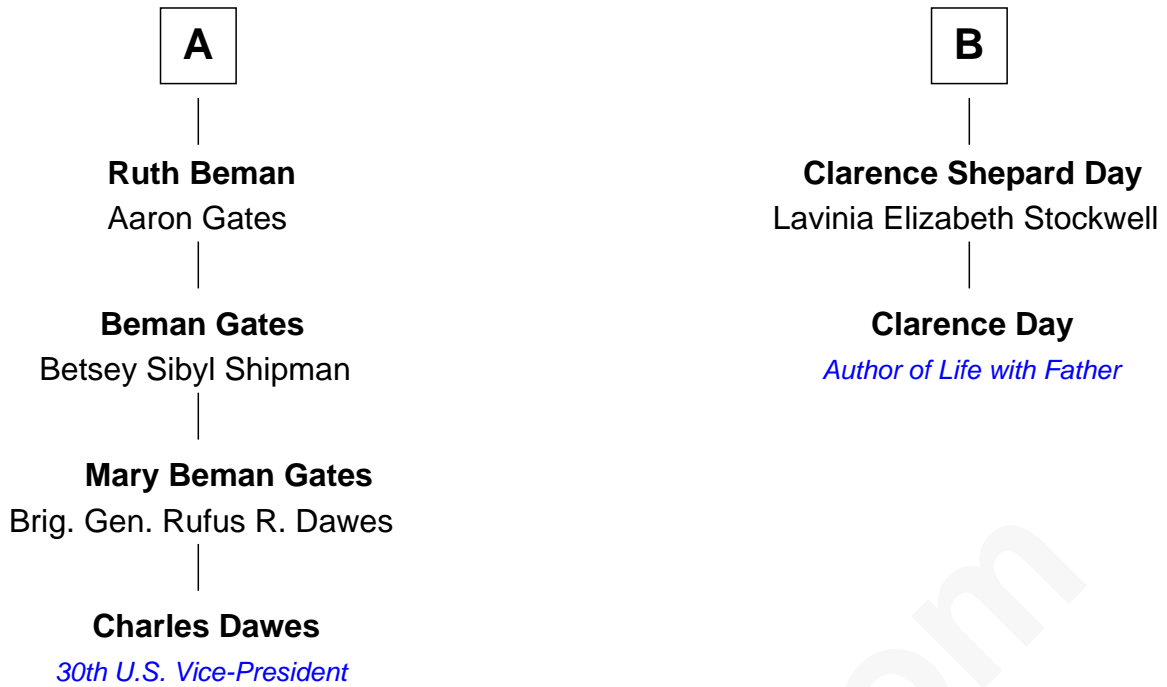 A
Ruth Beman
Aaron Gates
Beman Gates
Betsey Sibyl Shipman
Mary Beman Gates
Brig. Gen. Rufus R. Dawes
Charles Dawes
30th U.S. Vice-President
B
Clarence Shepard Day
Lavinia Elizabeth Stockwell
Clarence Day
Author of Life with Father
om